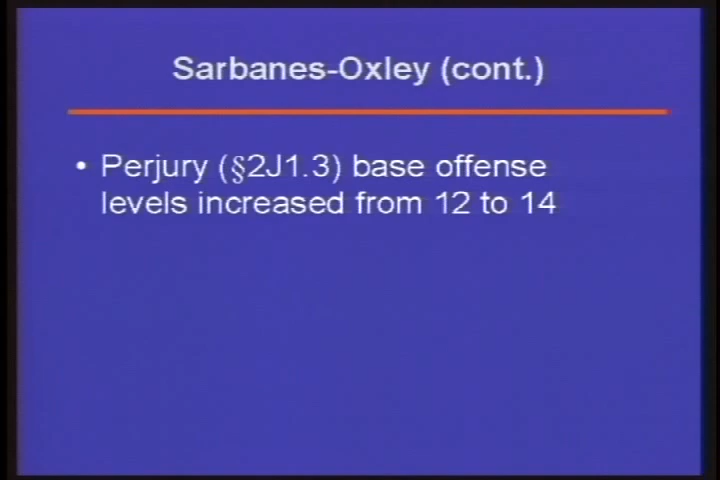 Sarbanes-Oxley (cont.)
• Perjury (§2J1.3) base offense
levels increased from 12 to 14